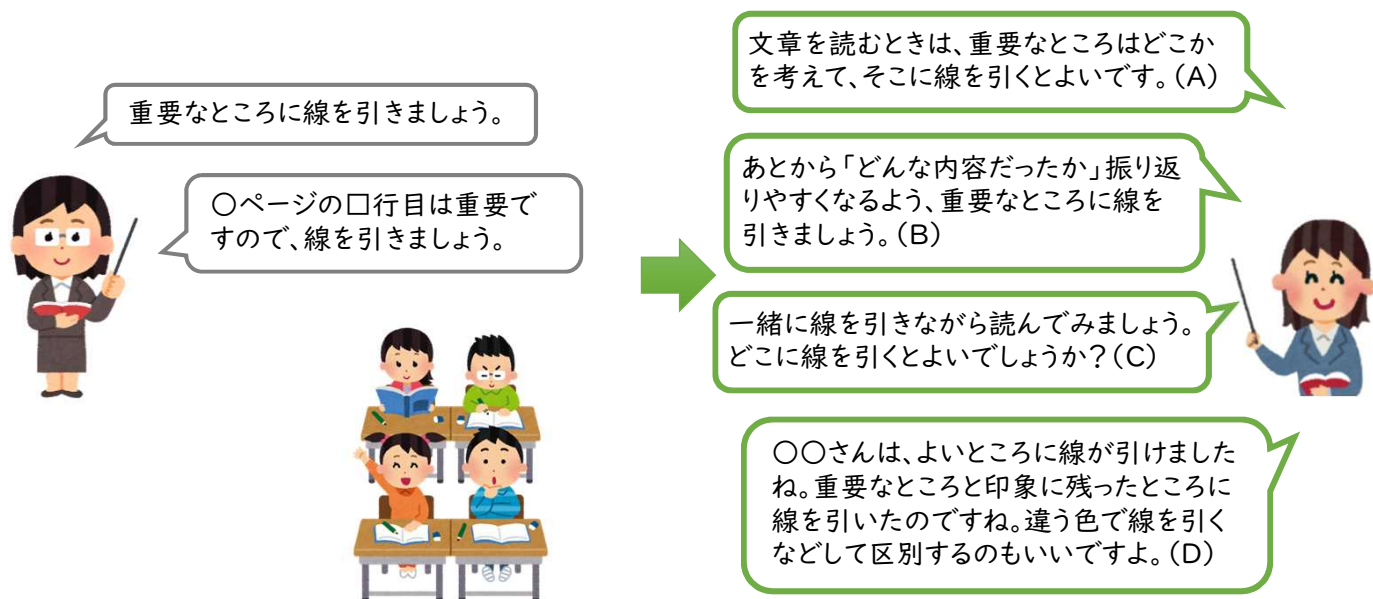 重要なところに線を引きましょう。
〇ページの□行目は重要で
すので、線を引きましょう。
文章を読むときは、重要なところはどこか
を考えて、そこに線を引くとよいです。(A)
あとから「どんな内容だったか」振り返
りやすくなるよう、重要なところに線を
引きましょう。(B)
一緒に線を引きながら読んでみましょう。
どこに線を引くとよいでしょうか?(C)
〇〇さんは、よいところに線が引けました
ね。重要なところと印象に残ったところに
線を引いたのですね。違う色で線を引く
などして区別するのもいいですよ。(D)